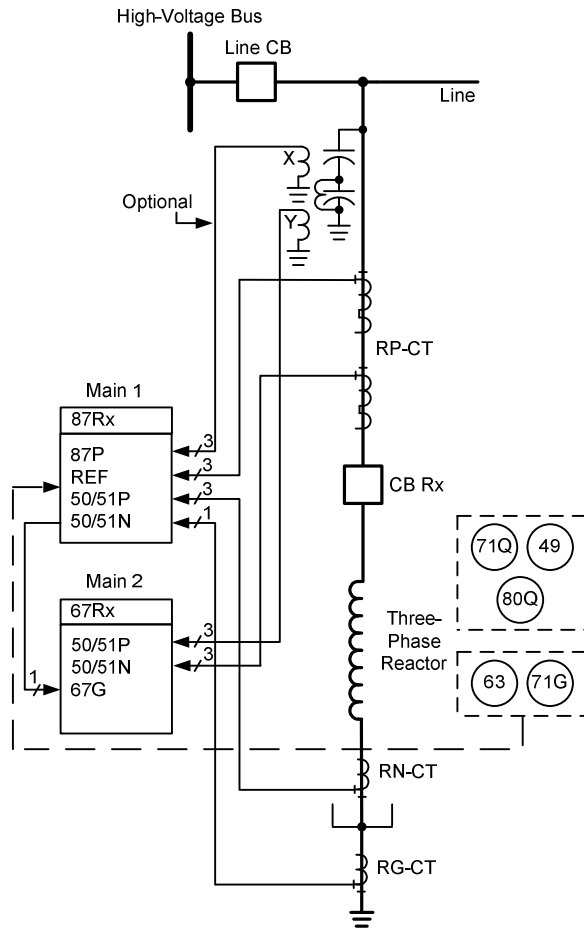 High-Voltage Bus
Line CB
Line
X
Optional
Y
RP-CT
Main 1
87Rx
87P
REF
50/51P
50/51N
3
3
3
1
CB Rx
71Q
49
80Q
Main 2
67Rx
50/51P
50/51N
67G
3
3
1
Three-
Phase
Reactor
63
71G
RN-CT
RG-CT